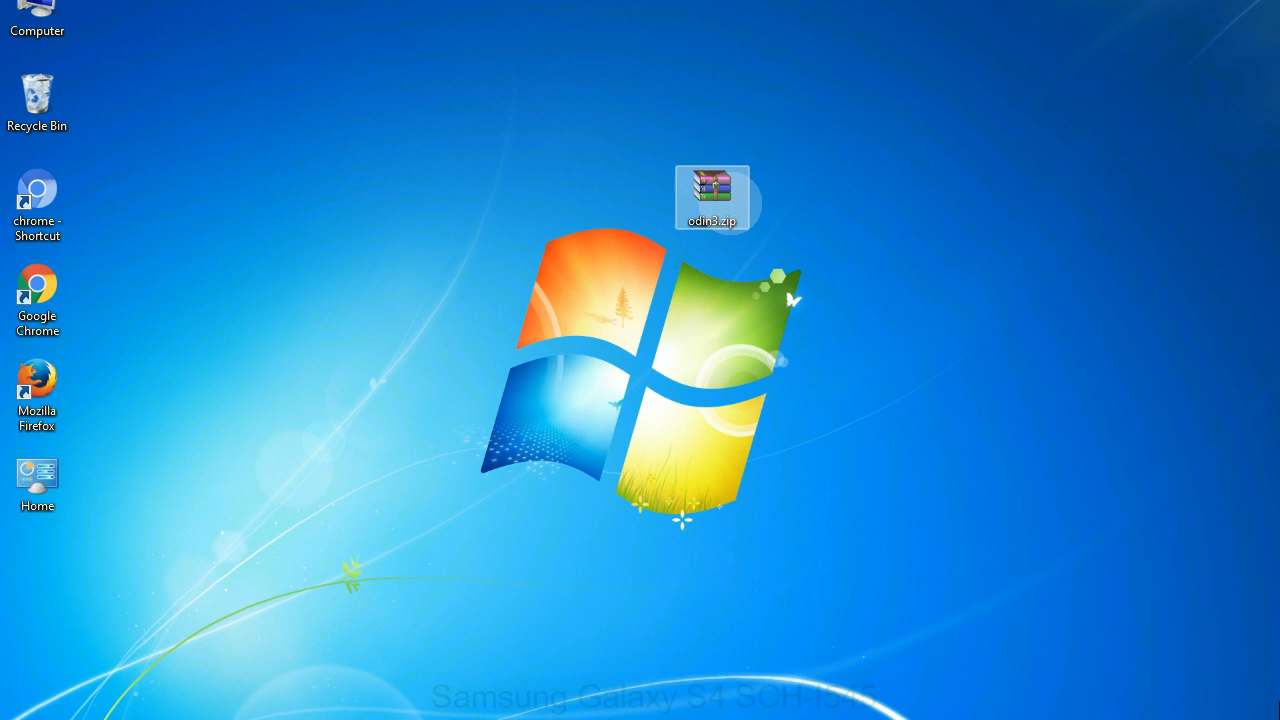 Computer
Recycle Bin
chrome -
Shortcut
Google
Chrome
Mozilla
Firefox
Home
odin3.zip
Samsung Galaxy S4 SCH-I545